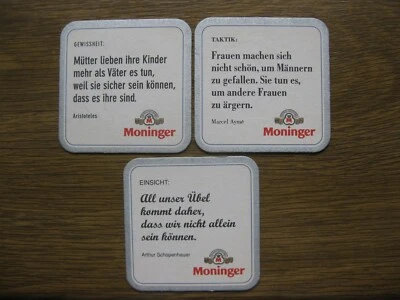 GEWISSHEIT:
Mütter lieben ihre Kinder
mehr als Väter es tun,
weil sie sicher sein können,
dass es ihre sind.
Aristoteles
Moninger
TAKTIK:
Frauen machen sich
nicht schön, um Männern
zu gefallen. Sie tun es,
um andere Frauen
zu ärgern.
Marcel Aymé
Moninger
EINSICHT:
All unser Übel
kommt daher,
dass wir nicht allein
sein können.
Arthur Schopenhauer
Moninger